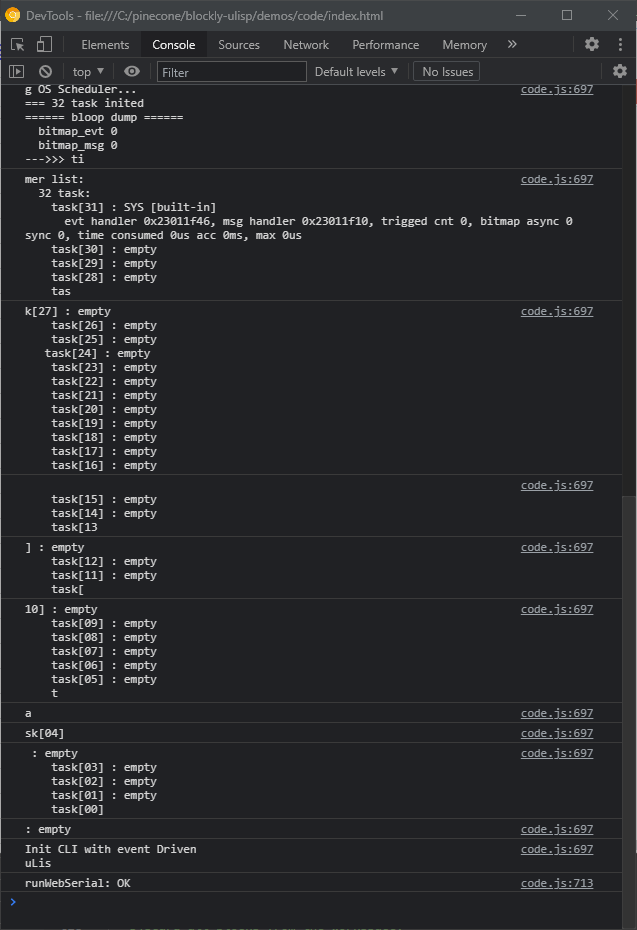 DevTools - file:///C:/pinecone/blockly-ulisp/demos/code/index.html
Elements Console Sources Network Performance Memory »
top ▼ Filter Default levels ▼ No Issues
g OS Scheduler... code.js:697
=== 32 task inited
====== bloop dump ======
bitmap_evt 0
bitmap_msg 0
--->>> ti
mer list: code.js:697
32 task:
task[31] : SYS [built-in]
evt handler 0x23011f46, msg handler 0x23011f10, trigged cnt 0, bitmap async 0
sync 0, time consumed 0us acc 0ms, max 0us
task[30] : empty
task[29] : empty
task[28] : empty
tas
k[27] : empty code.js:697
task[26] : empty
task[25] : empty
task[24] : empty
task[23] : empty
task[22] : empty
task[21] : empty
task[20] : empty
task[19] : empty
task[18] : empty
task[17] : empty
task[16] : empty
code.js:697
task[15] : empty
task[14] : empty
task[13
] : empty code.js:697
task[12] : empty
task[11] : empty
task[
10] : empty code.js:697
task[09] : empty
task[08] : empty
task[07] : empty
task[06] : empty
task[05] : empty
t
a code.js:697
sk[04] code.js:697
: empty code.js:697
task[03] : empty
task[02] : empty
task[01] : empty
task[00]
: empty code.js:697
Init CLI with event Driven code.js:697
uLis
runWebSerial: OK code.js:713
>